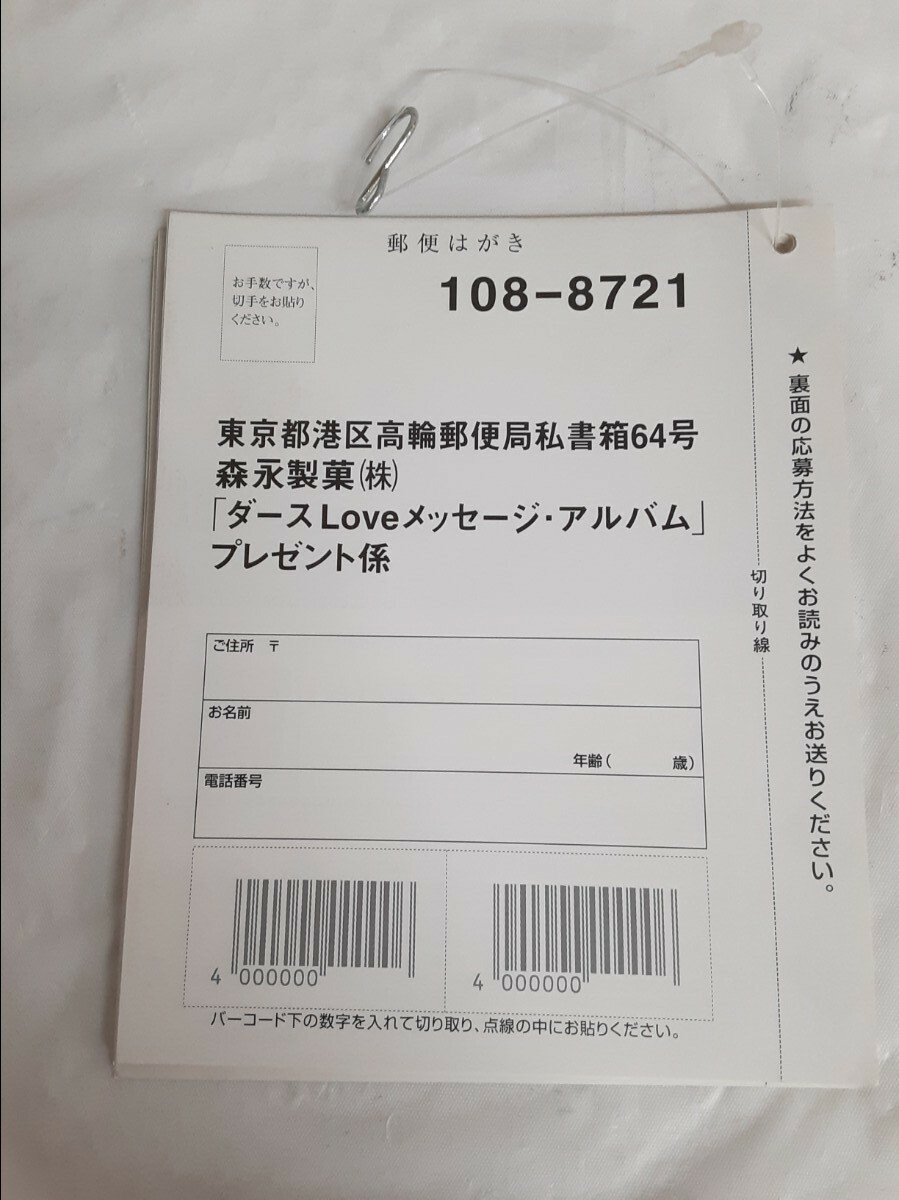 郵便はがき
お手数ですが、
切手をお貼り
ください。
108-8721
東京都港区高輪郵便局私書箱64号
森永製菓(株)
「ダースLoveメッセージ・アルバム」
プレゼント係
ご住所 〒
お名前
年齢( 歳)
電話番号
4 000000
4 000000
バーコード下の数字を入れて切り取り、点線の中にお貼りください。
切り取り線
★裏面の応募方法をよくお読みのうえお送りください。